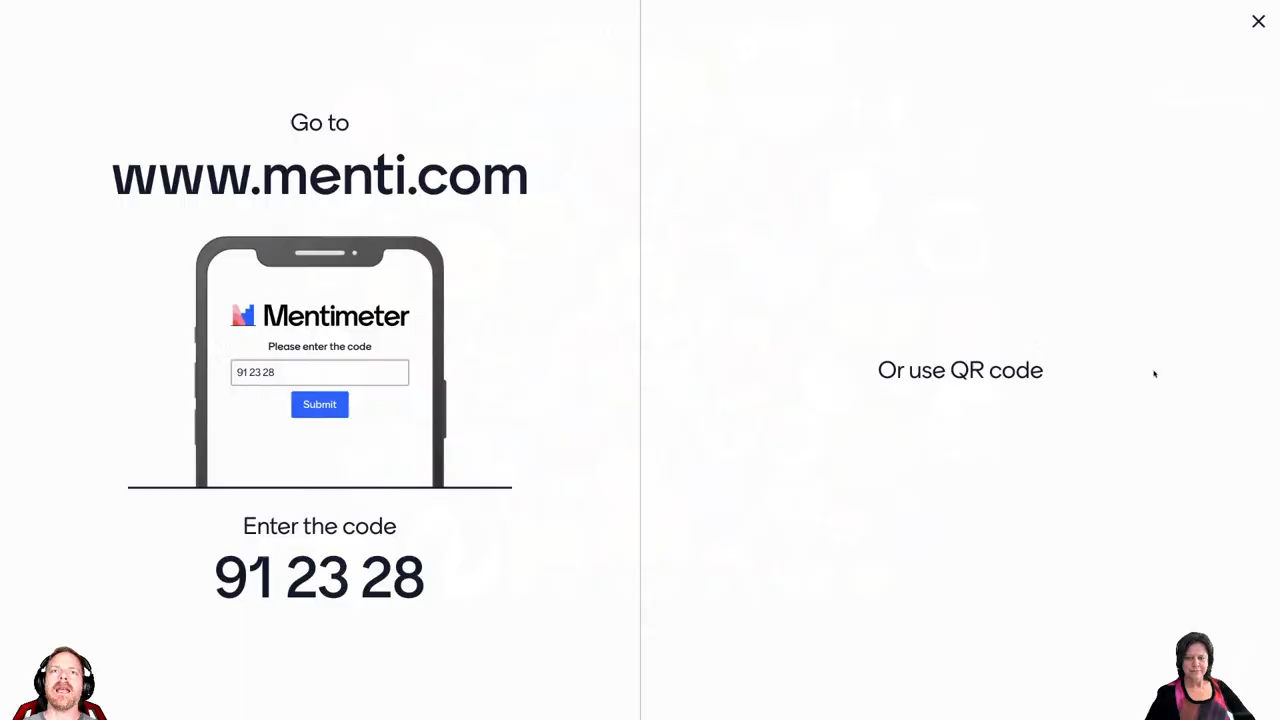 Go to
www.menti.com
Mentimeter
Please enter the code
91 23 28
Submit
Enter the code
91 23 28
Or use QR code